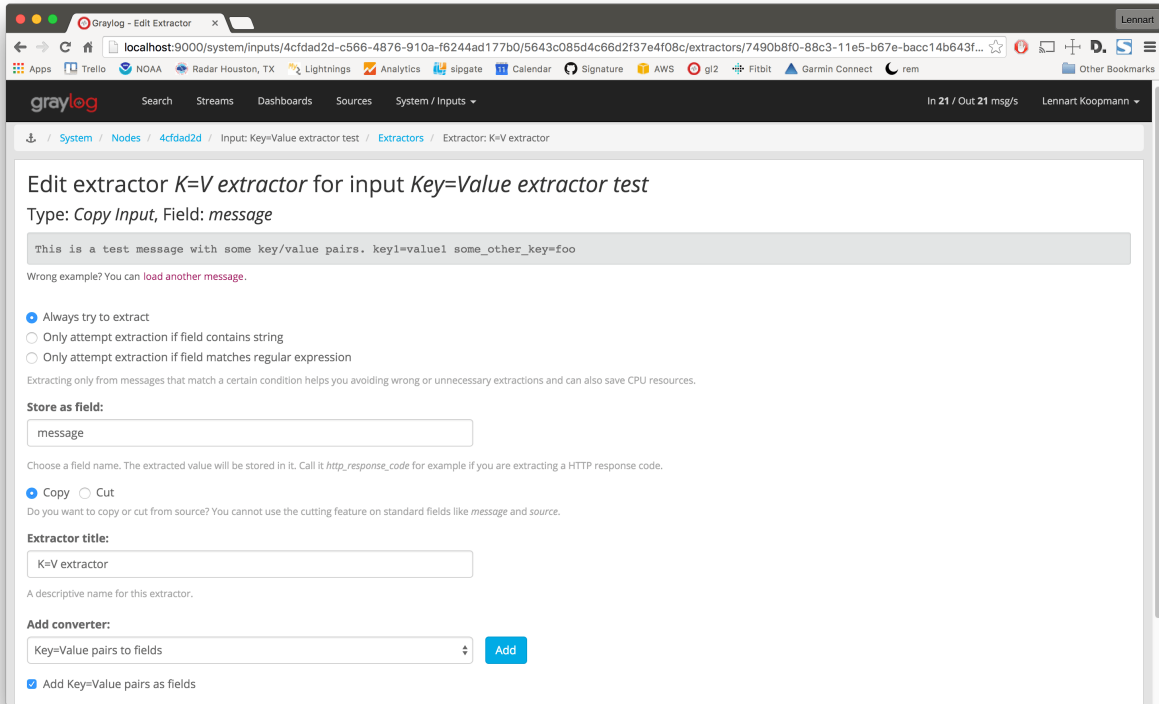 Graylog - Edit Extractor ×
Lennart
localhost:9000/system/inputs/4cfdad2d-c566-4876-910a-f6244ad177b0/5643c085d4c66d2f37e4f08c/extractors/7490b8f0-88c3-11e5-b67e-bacc14b643f...
Apps Trello NOAA Radar Houston, TX Lightnings Analytics sipgate 11 Calendar Signature AWS gl2 Fitbit Garmin Connect rem Other Bookmarks
graylog Search Streams Dashboards Sources System / Inputs In 21 / Out 21 msg/s Lennart Koopmann
/ System / Nodes / 4cfdad2d / Input: Key=Value extractor test / Extractors / Extractor: K=V extractor
Edit extractor K=V extractor for input Key=Value extractor test
Type: Copy Input, Field: message
This is a test message with some key/value pairs. key1=value1 some_other_key=foo
Wrong example? You can load another message.
Always try to extract
Only attempt extraction if field contains string
Only attempt extraction if field matches regular expression
Extracting only from messages that match a certain condition helps you avoiding wrong or unnecessary extractions and can also save CPU resources.
Store as field:
message
Choose a field name. The extracted value will be stored in it. Call it http_response_code for example if you are extracting a HTTP response code.
Copy Cut
Do you want to copy or cut from source? You cannot use the cutting feature on standard fields like message and source.
Extractor title:
K=V extractor
A descriptive name for this extractor.
Add converter:
Key=Value pairs to fields Add
Add Key=Value pairs as fields